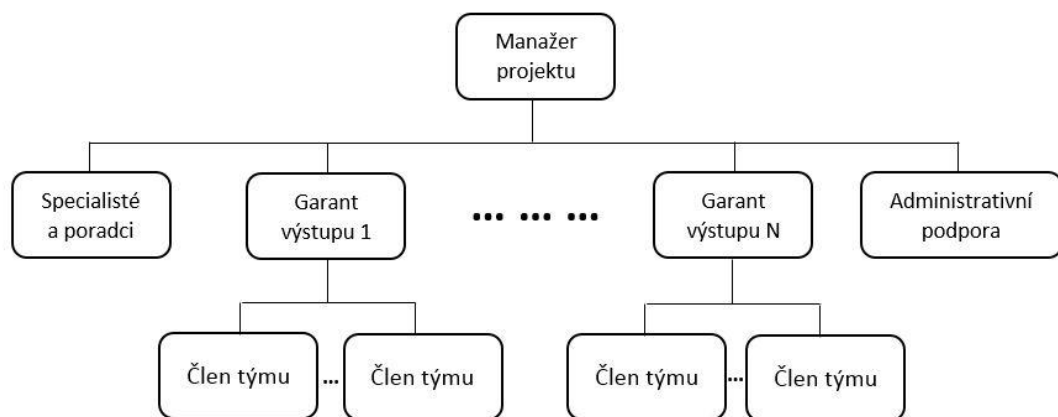 Manažer
projektu
Specialisté
a poradci
Garant
výstupu 1
... ... ...
Garant
výstupu N
Administrativní
podpora
Člen týmu
...
Člen týmu
Člen týmu
...
Člen týmu